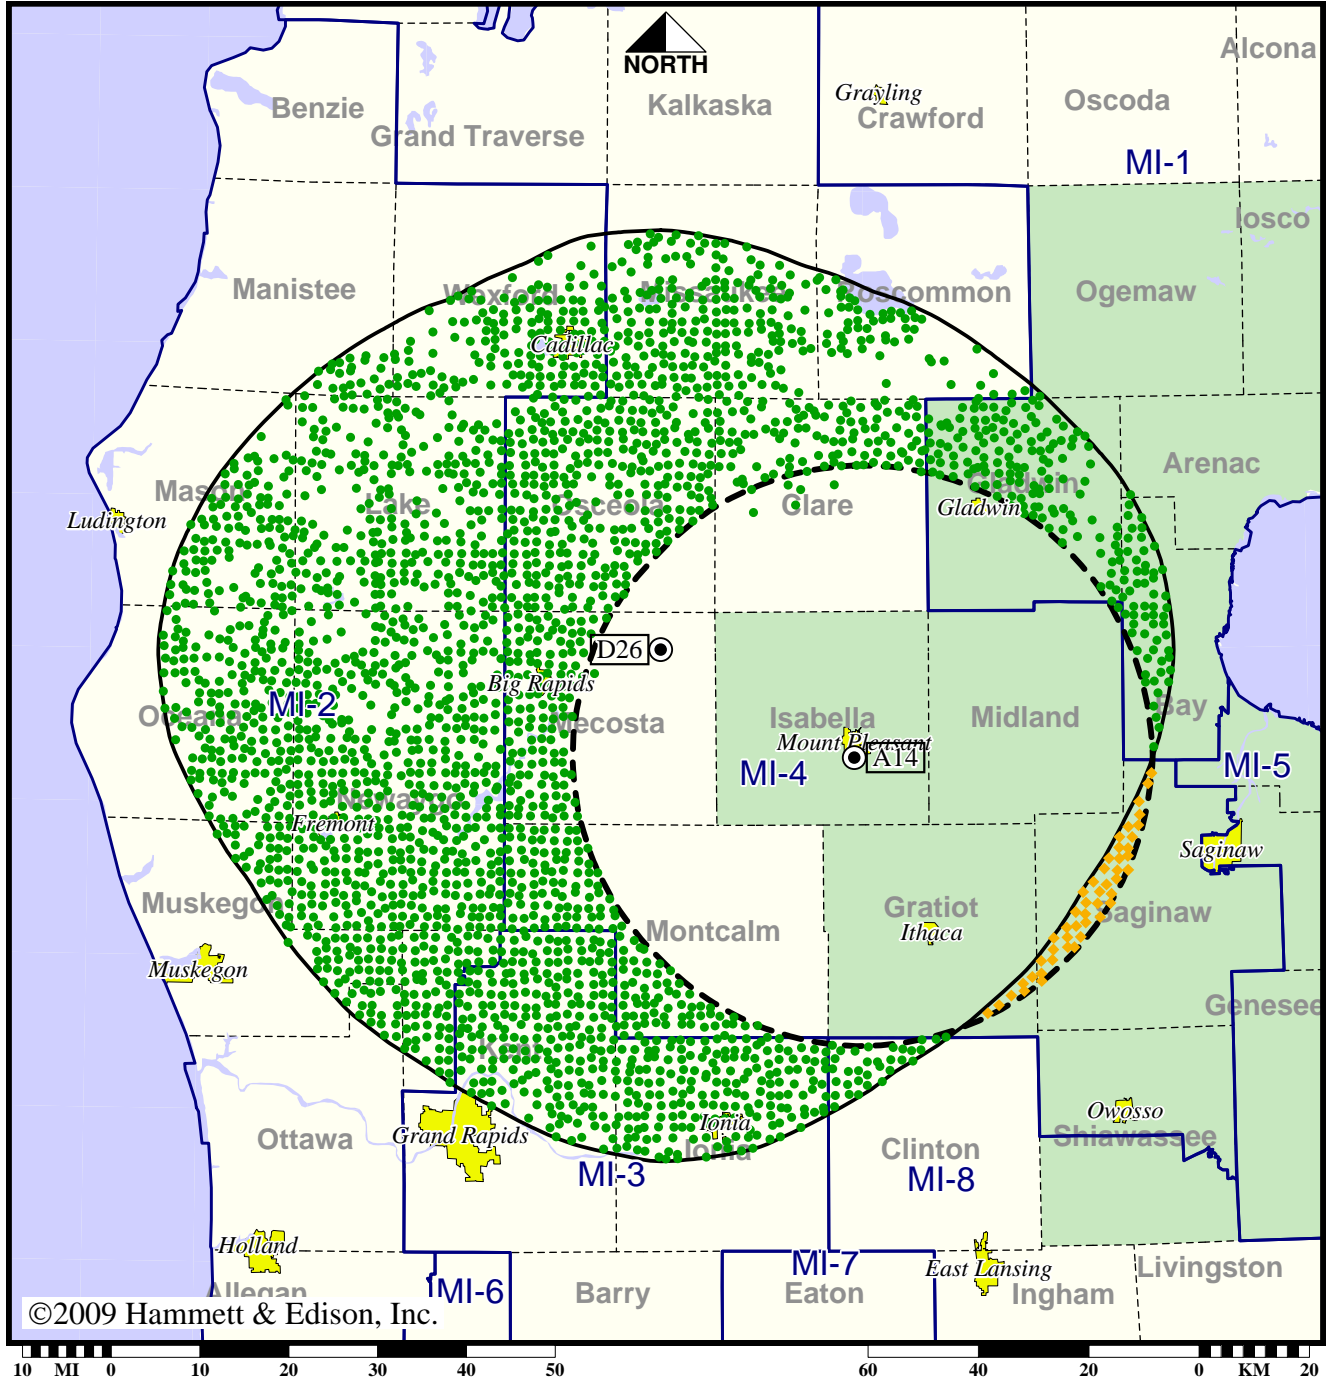 Alcona
NORTH
Benzie
Kalkaska
Grayling
Crawford
Oscoda
Grand Traverse
MI-1
Iosco
Manistee
Wexford
Missaukee
Roscommon
Ogemaw
Cadillac
Arenac
Mason
Lake
Osceola
Clare
Gladwin
Gladwin
Ludington
D26
Big Rapids
MI-2
Oceana
Mecosta
Isabella
Midland
Bay
Mount Pleasant
A14
MI-4
MI-5
Newaygo
Fremont
Saginaw
Muskegon
Montcalm
Gratiot
Ithaca
Saginaw
Muskegon
Genesee
Kent
Ionia
Owosso
Grand Rapids
Ottawa
Ionia
Clinton
Shiawassee
MI-3
MI-8
Holland
MI-7
East Lansing
Livingston
Allegan
MI-6
Barry
Eaton
Ingham
©2009 Hammett & Edison, Inc.
10 MI 0 10 20 30 40 50 60 40 20 0 KM 20